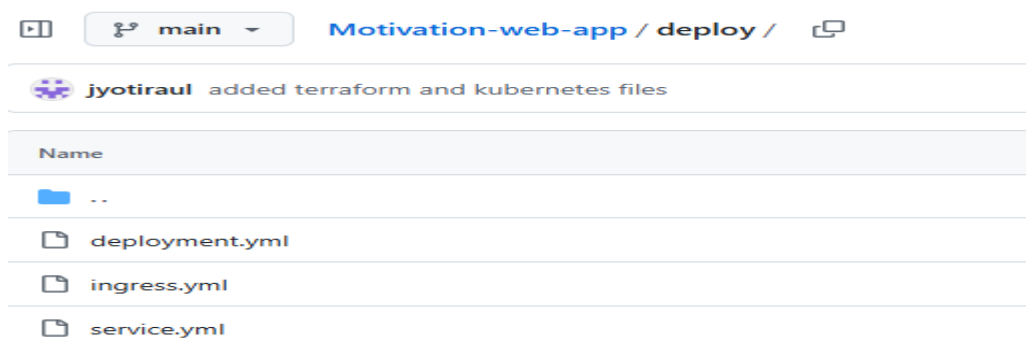 main Motivation-web-app / deploy /
jyotiraul added terraform and kubernetes files
Name
..
deployment.yml
ingress.yml
service.yml